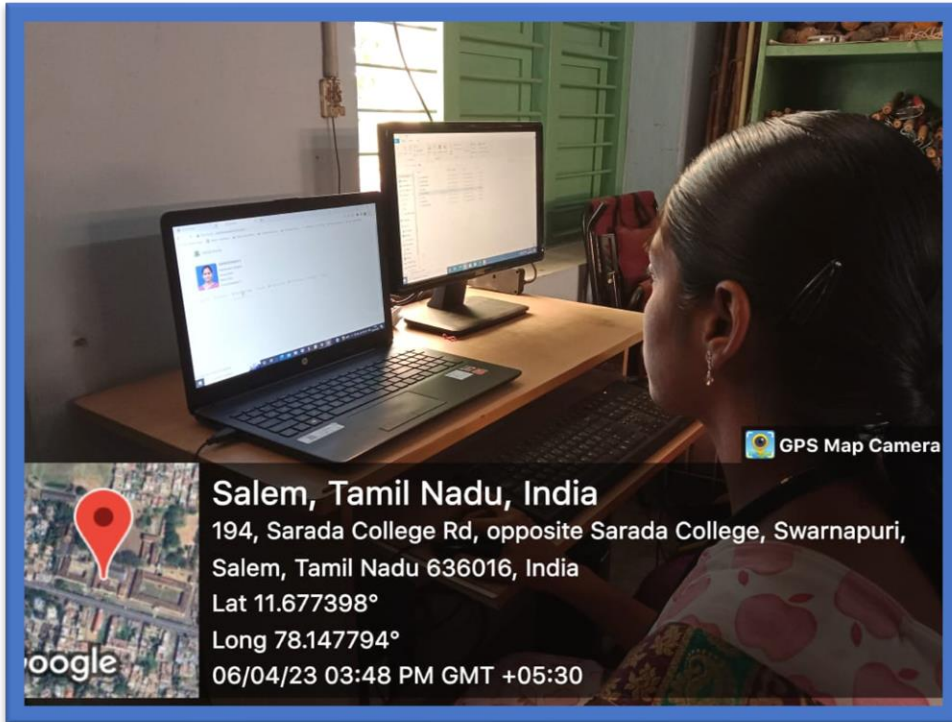 GPS Map Camera
Salem, Tamil Nadu, India
194, Sarada College Rd, opposite Sarada College, Swarnapuri,
Salem, Tamil Nadu 636016, India
Lat 11.677398°
Long 78.147794°
06/04/23 03:48 PM GMT +05:30
oogle